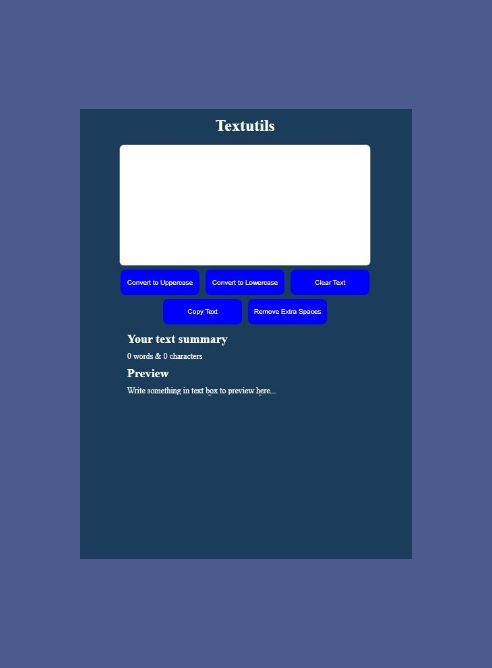 Textutils
Convert to Uppercase Convert to Lowercase Clear Text
Copy Text Remove Extra Spaces
Your text summary
0 words & 0 characters
Preview
Write something in text box to preview here...